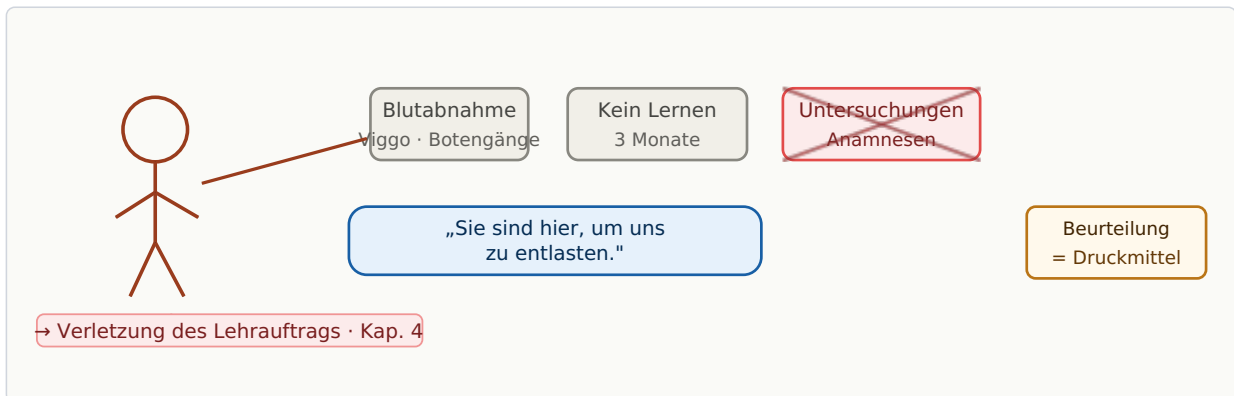 Blutabnahme
Viggo · Botengänge
Kein Lernen
3 Monate
Untersuchungen
Anamnesen
„Sie sind hier, um uns
zu entlasten."
Beurteilung
= Druckmittel
→ Verletzung des Lehrauftrags · Kap. 4